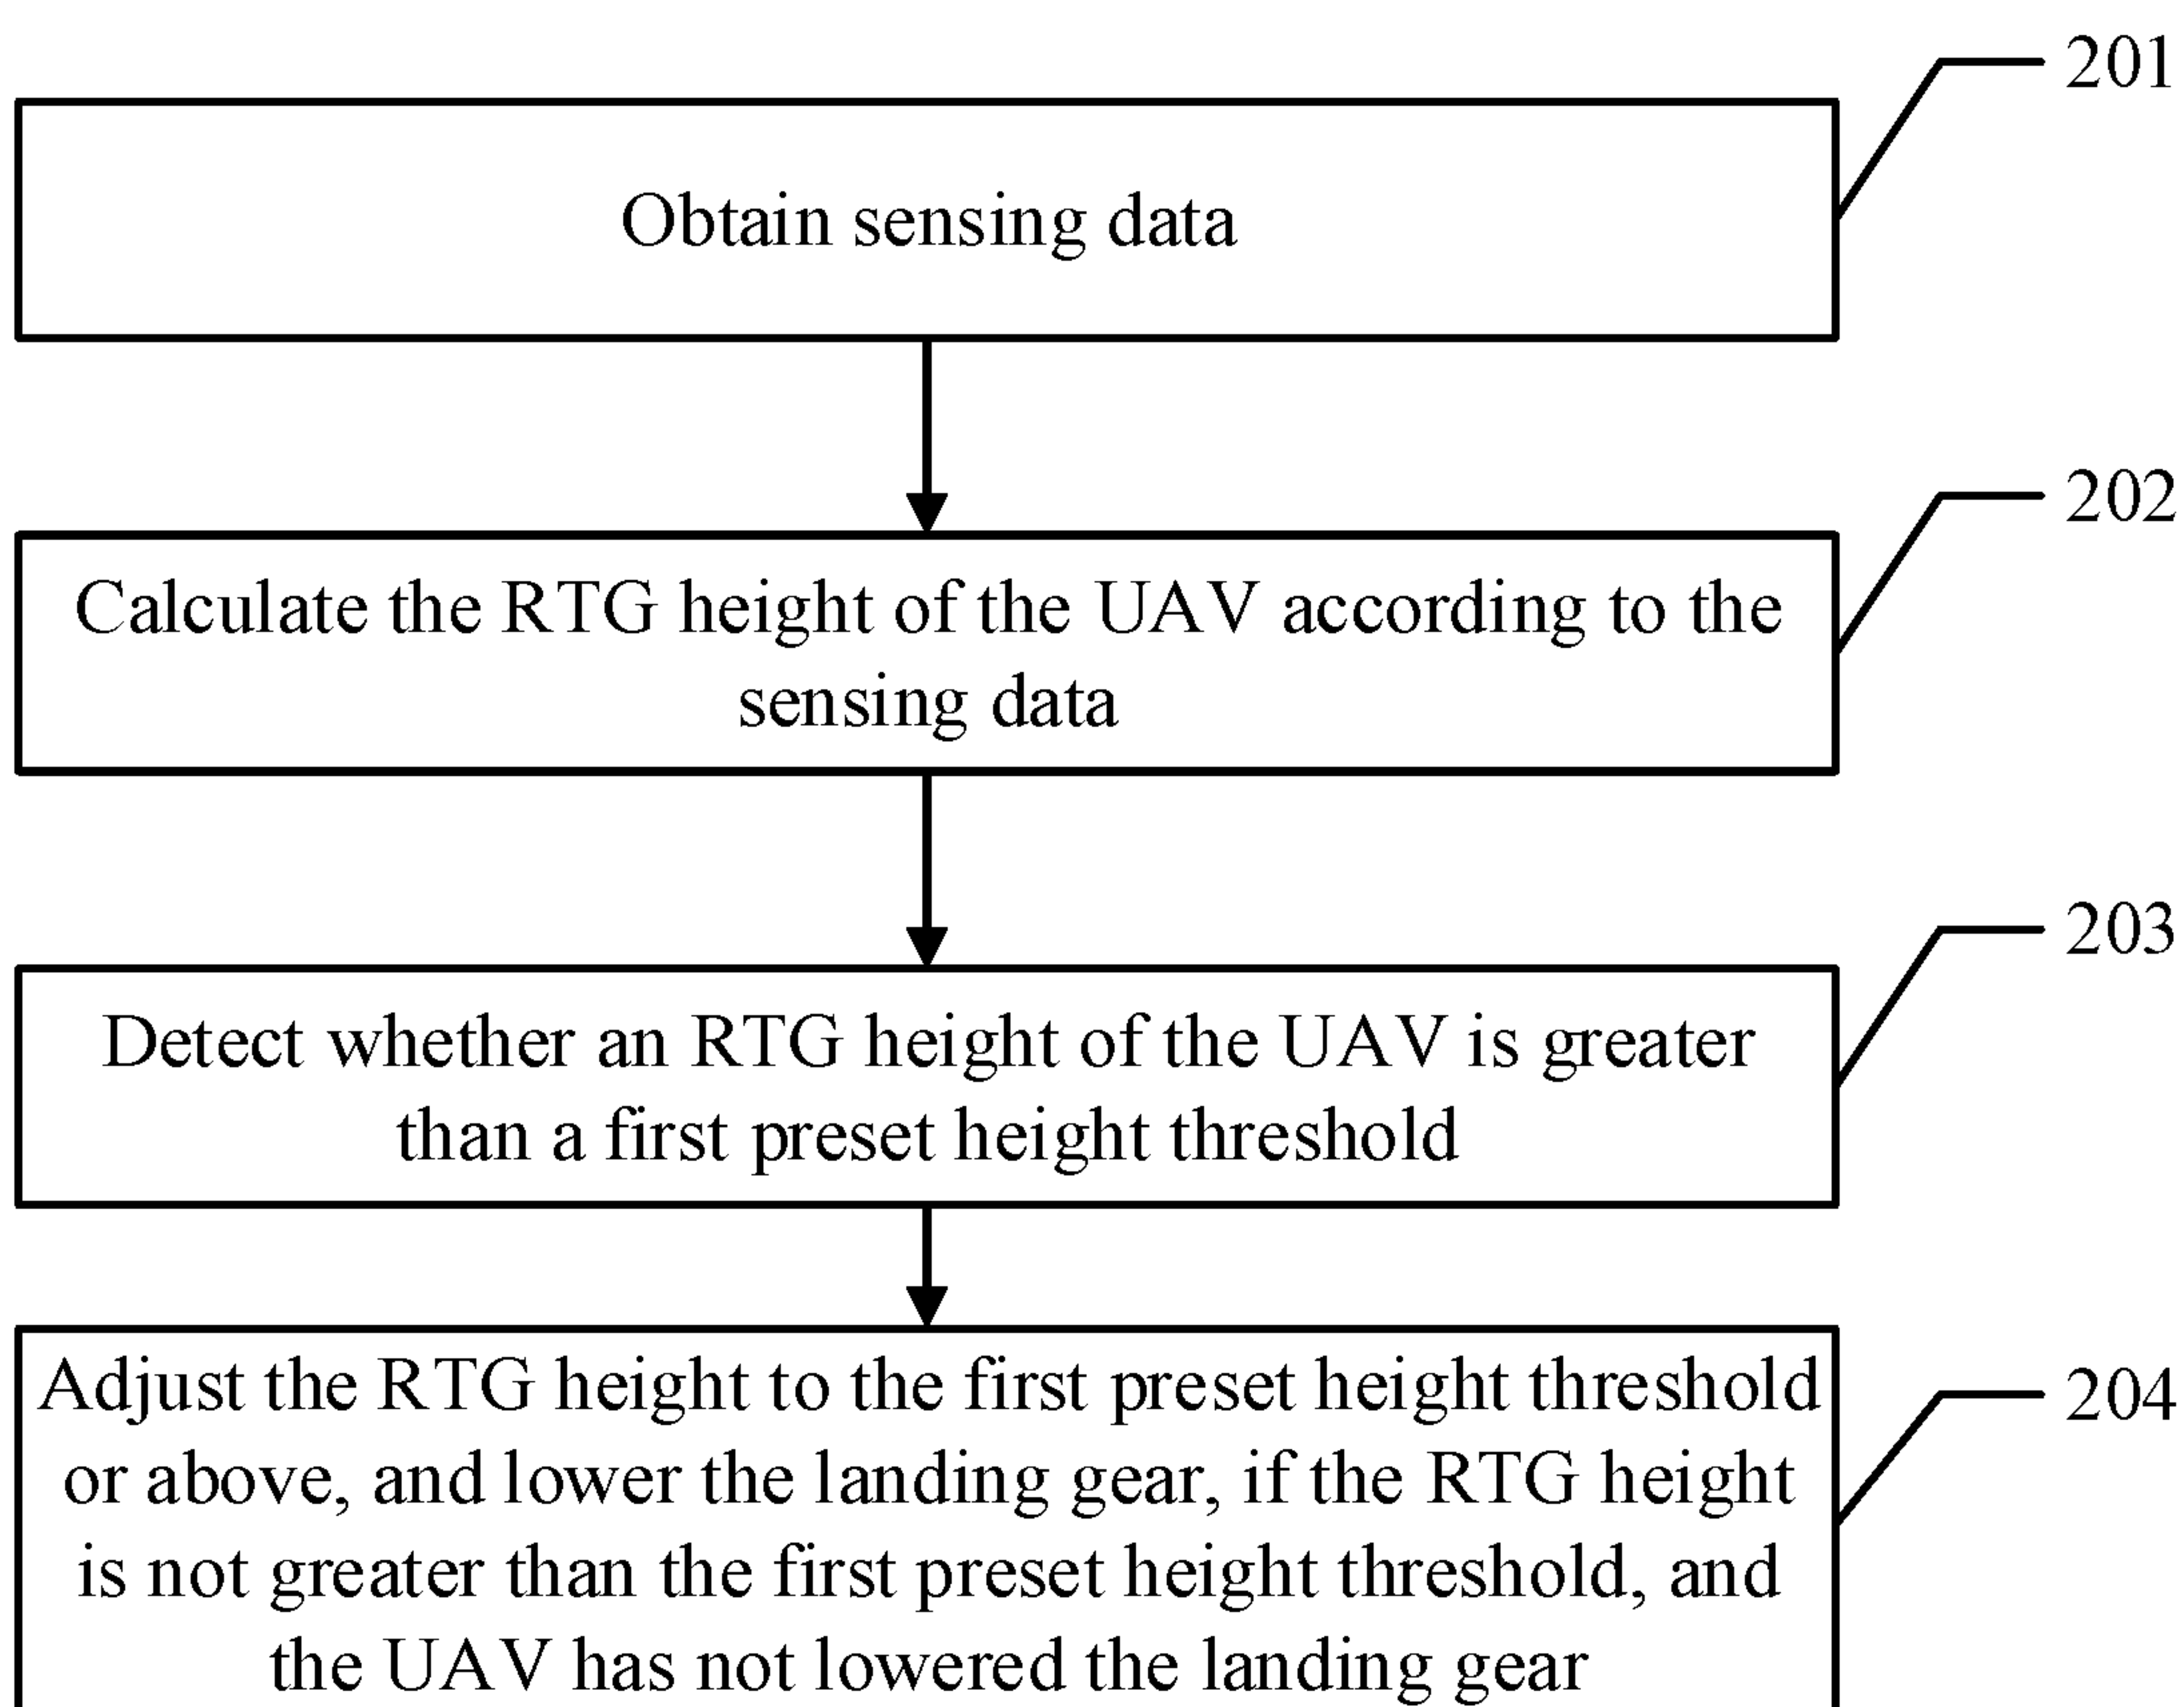 201
Obtain sensing data
202
Calculate the RTG height of the UAV according to the
sensing data
203
Detect whether an RTG height of the UAV is greater
than a first preset height threshold
204
Adjust the RTG height to the first preset height threshold
or above, and lower the landing gear, if the RTG height
is not greater than the first preset height threshold, and
the UAV has not lowered the landing gear